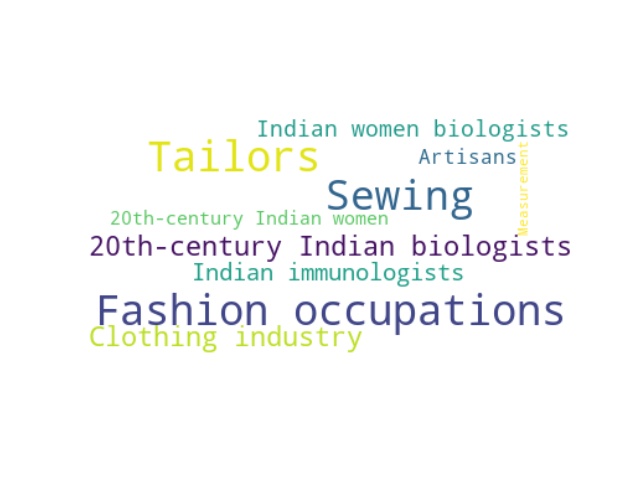 Indian women biologists
Tailors
Artisans
Measurement
Sewing
20th-century Indian women
20th-century Indian biologists
Indian immunologists
Fashion occupations
Clothing industry